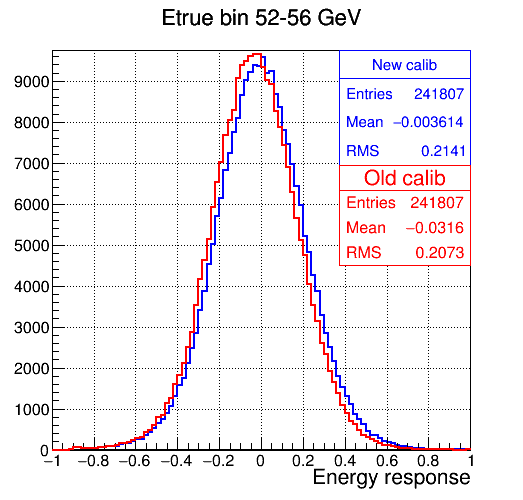 Etrue bin 52-56 GeV
New calib
Entries 241807
Mean −0.003614
RMS 0.2141
Old calib
Entries 241807
Mean −0.0316
RMS 0.2073
9000
8000
7000
6000
5000
4000
3000
2000
1000
0
−1 −0.8 −0.6 −0.4 −0.2 0 0.2 0.4 0.6 0.8 1
Energy response